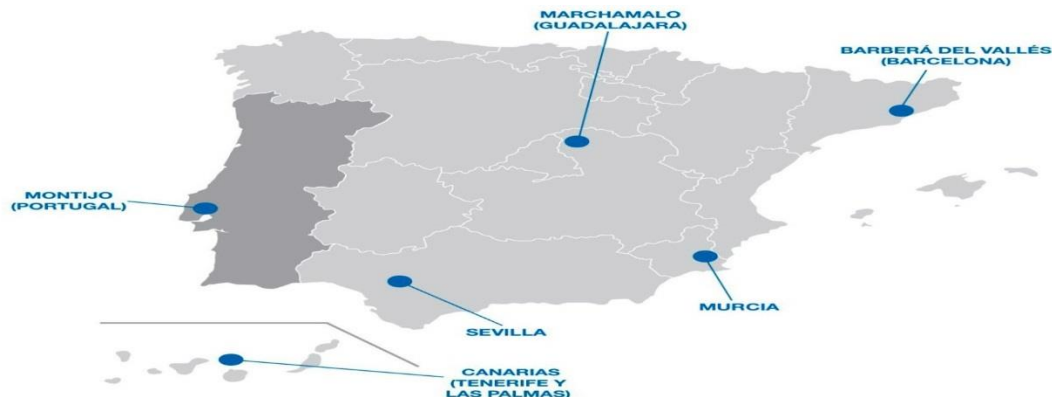 MARCHAMALO
(GUADALAJARA)
BARBERÁ DEL VALLÉS
(BARCELONA)
MONTIJO
(PORTUGAL)
MURCIA
SEVILLA
CANARIAS
(TENERIFE Y
LAS PALMAS)